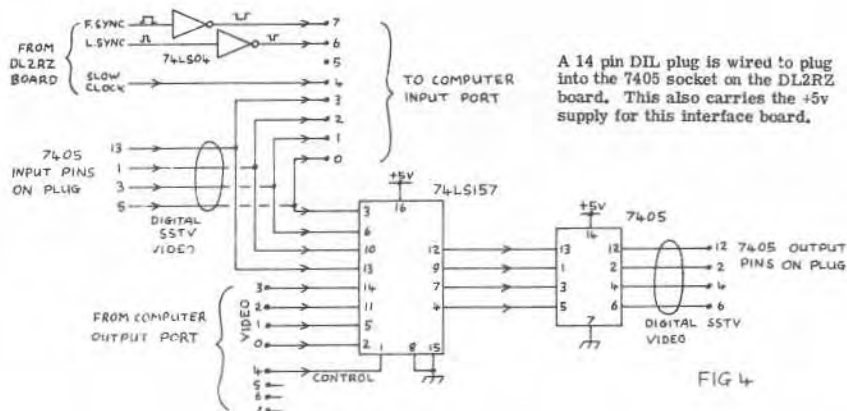 F.SYNC
L.SYNC
74LS04
FROM
DL2RZ
BOARD
SLOW
CLOCK
7
6
5
4
3
2
1
0
TO COMPUTER
INPUT PORT
A 14 pin DIL plug is wired to plug
into the 7405 socket on the DL2RZ
board. This also carries the +5v
supply for this interface board.
7405
INPUT PINS
ON PLUG
13
1
3
5
DIGITAL
SSTV
VIDEO
+5V
74LS157
16
3
6
10
13
14
11
5
2
12
9
7
4
1
8
15
FROM COMPUTER
OUTPUT PORT
VIDEO
3
2
1
0
4
5
6
7
CONTROL
+5V
7405
14
13
1
3
5
12
2
4
6
7
12
2
4
6
7405 OUTPUT
PINS ON PLUG
DIGITAL SSTV
VIDEO
FIG 4